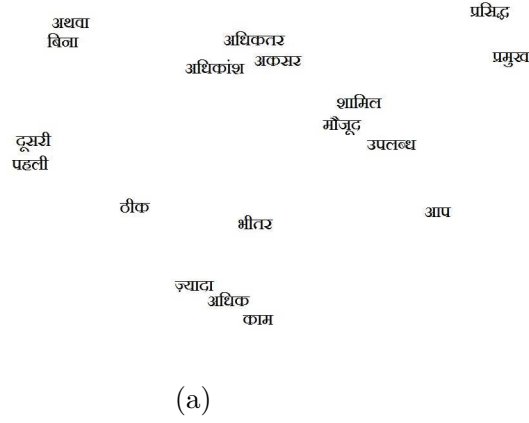 प्रसिद्ध
अथवा
बिना
अधिकतर
अकसर
प्रमुख
अधिकांश
शामिल
मौजूद
दूसरी
उपलब्ध
पहली
ठीक
आप
भीतर
ज़्यादा
अधिक
काम
(a)